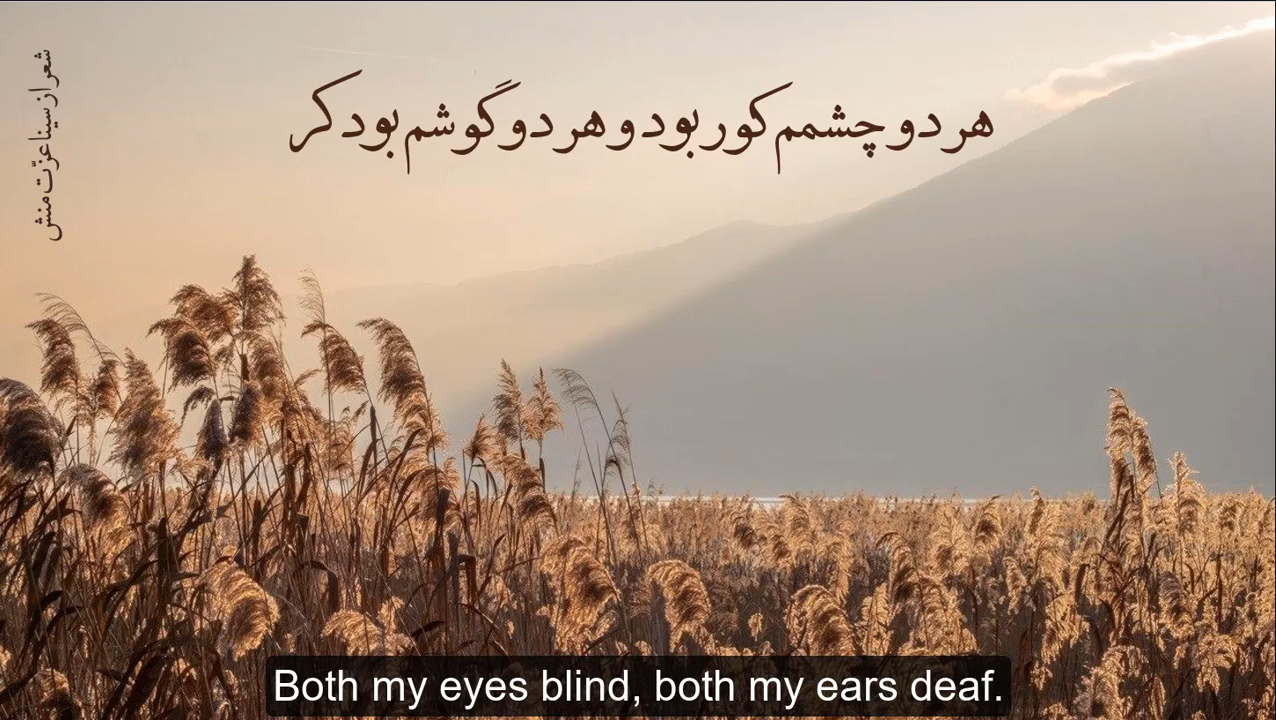 هر دو چشمم کور بود و هر دو گوشم بود کر
شعر از سینا عزّت منش
Both my eyes blind, both my ears deaf.